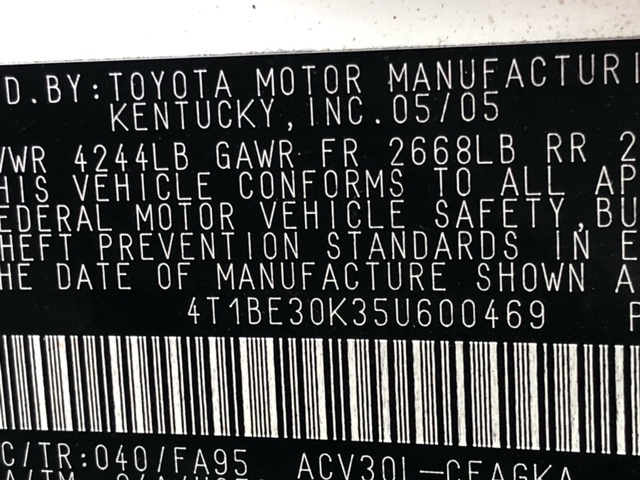 D.BY:TOYOTA MOTOR MANUFACTURI
KENTUCKY,INC.05/05
VWR 4244LB GAWR FR 2668LB RR 2
HIS VEHICLE CONFORMS TO ALL AP
EDERAL MOTOR VEHICLE SAFETY,BU
HEFT PREVENTION STANDARDS IN E
HE DATE OF MANUFACTURE SHOWN A
4T1BE30K35U600469 P
C/TR:040/FA95 ACV30L-CEAGKA